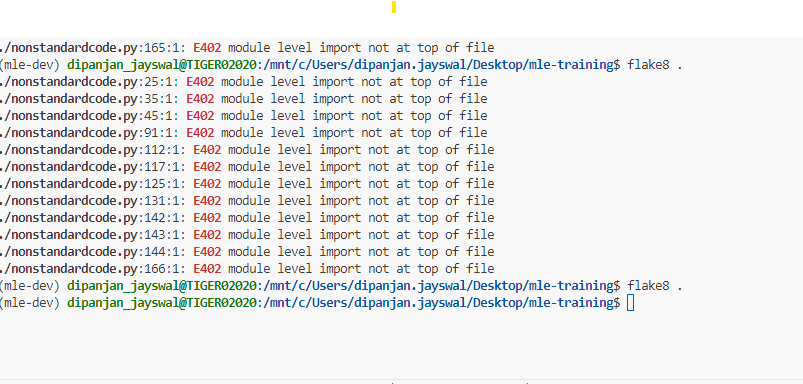 ./nonstandardcode.py:165:1: E402 module level import not at top of file
(mle-dev) dipanjan_jayswal@TIGER02020:/mnt/c/Users/dipanjan.jayswal/Desktop/mle-training$ flake8 .
./nonstandardcode.py:25:1: E402 module level import not at top of file
./nonstandardcode.py:35:1: E402 module level import not at top of file
./nonstandardcode.py:45:1: E402 module level import not at top of file
./nonstandardcode.py:91:1: E402 module level import not at top of file
./nonstandardcode.py:112:1: E402 module level import not at top of file
./nonstandardcode.py:117:1: E402 module level import not at top of file
./nonstandardcode.py:125:1: E402 module level import not at top of file
./nonstandardcode.py:131:1: E402 module level import not at top of file
./nonstandardcode.py:142:1: E402 module level import not at top of file
./nonstandardcode.py:143:1: E402 module level import not at top of file
./nonstandardcode.py:144:1: E402 module level import not at top of file
./nonstandardcode.py:166:1: E402 module level import not at top of file
(mle-dev) dipanjan_jayswal@TIGER02020:/mnt/c/Users/dipanjan.jayswal/Desktop/mle-training$ flake8 .
(mle-dev) dipanjan_jayswal@TIGER02020:/mnt/c/Users/dipanjan.jayswal/Desktop/mle-training$